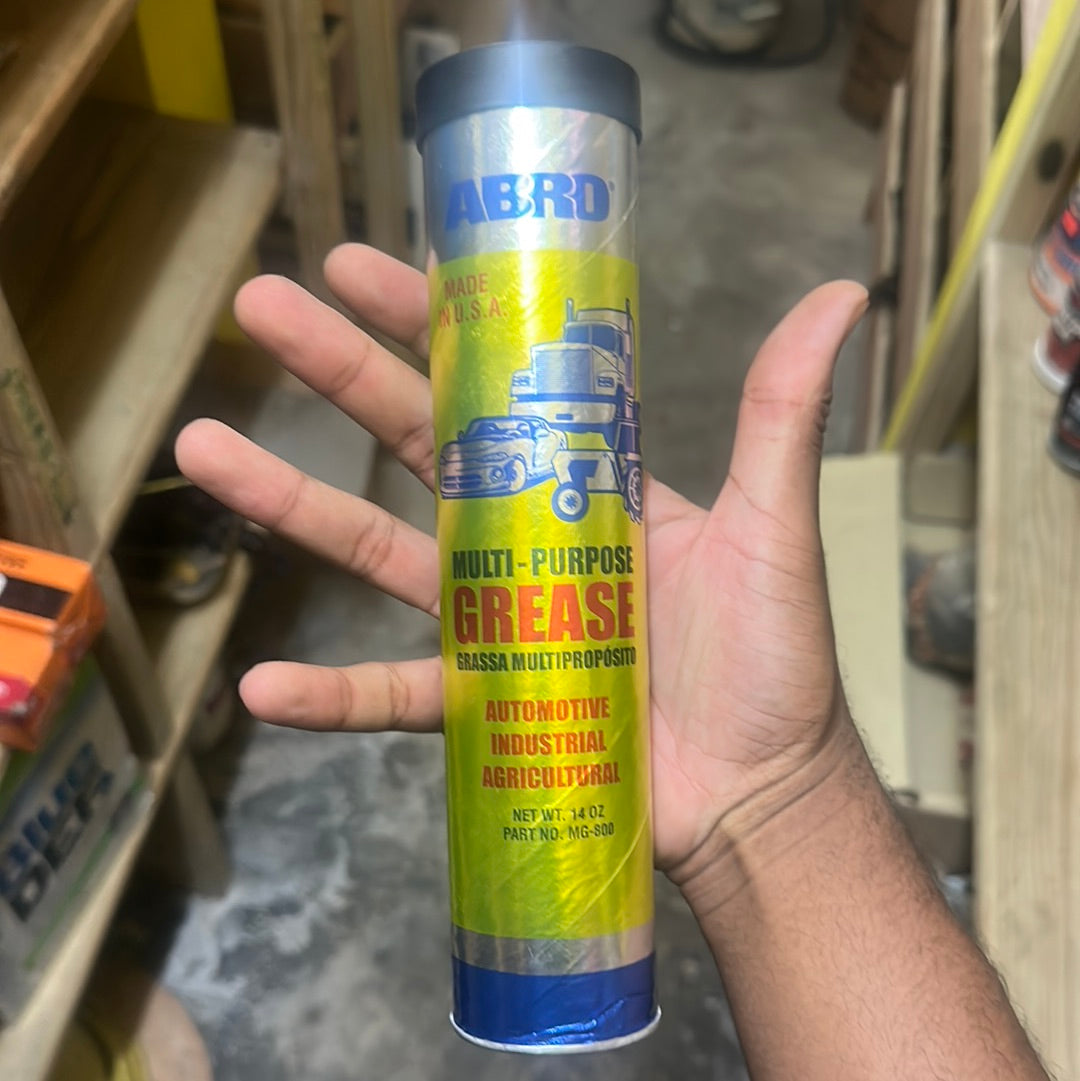 ABRO
MADE
IN U.S.A.
MULTI-PURPOSE
GREASE
GRASSA MULTIPROPÓSITO
AUTOMOTIVE
INDUSTRIAL
AGRICULTURAL
NET WT. 14 OZ
PART NO. MG-800